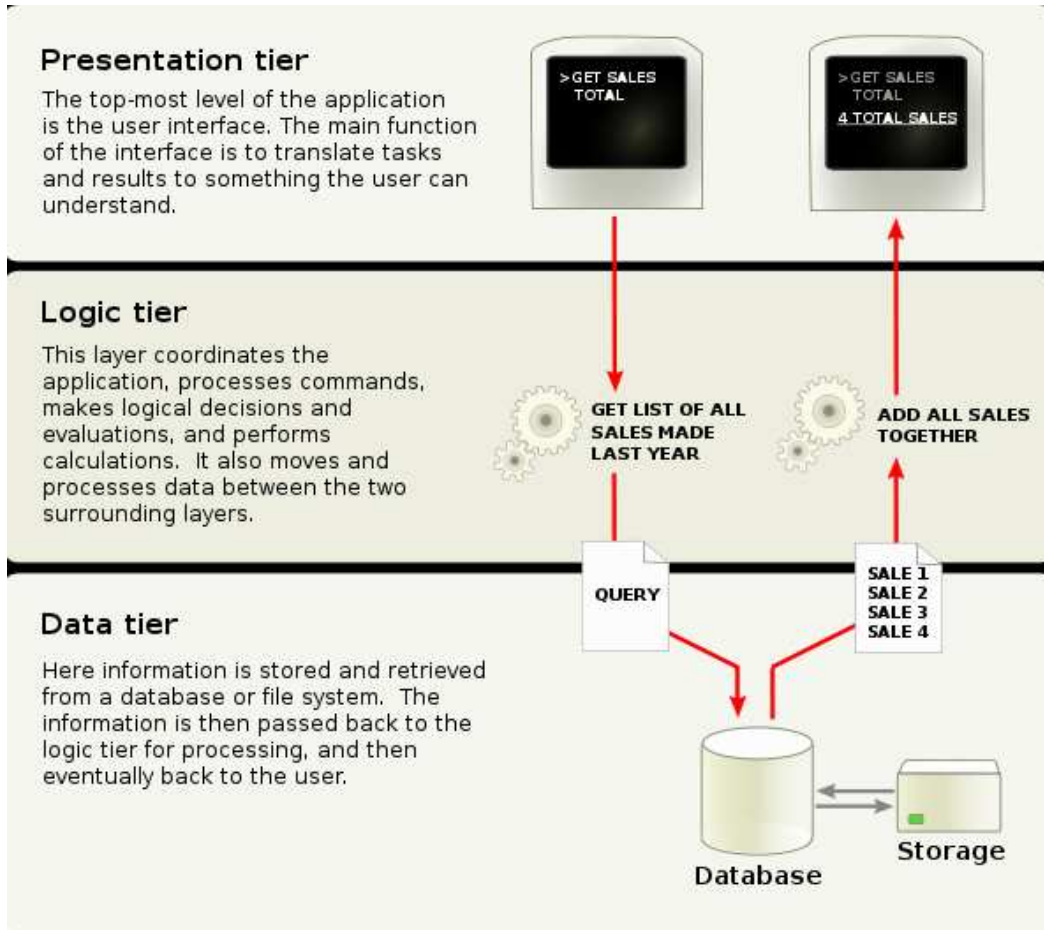 Presentation tier
The top-most level of the application
is the user interface. The main function
of the interface is to translate tasks
and results to something the user can
understand.
>GET SALES
TOTAL
>GET SALES
TOTAL
4 TOTAL SALES
Logic tier
This layer coordinates the
application, processes commands,
makes logical decisions and
evaluations, and performs
calculations.  It also moves and
processes data between the two
surrounding layers.
GET LIST OF ALL
SALES MADE
LAST YEAR
ADD ALL SALES
TOGETHER
QUERY
SALE 1
SALE 2
SALE 3
SALE 4
Data tier
Here information is stored and retrieved
from a database or file system.  The
information is then passed back to the
logic tier for processing, and then
eventually back to the user.
Database
Storage